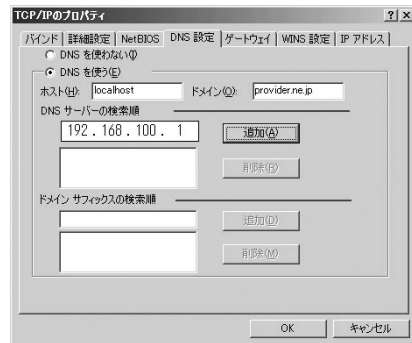 TCP/IPのプロパティ
バインド 詳細設定 NetBIOS DNS 設定 ゲートウェイ WINS 設定 IP アドレス
DNS を使わない(I)
DNS を使う(E)
ホスト(H): localhost ドメイン(O): provider.ne.jp
DNS サーバーの検索順
192 . 168 . 100 . 1 追加(A)
削除(R)
ドメイン サフィックスの検索順
追加(D)
削除(M)
OK キャンセル